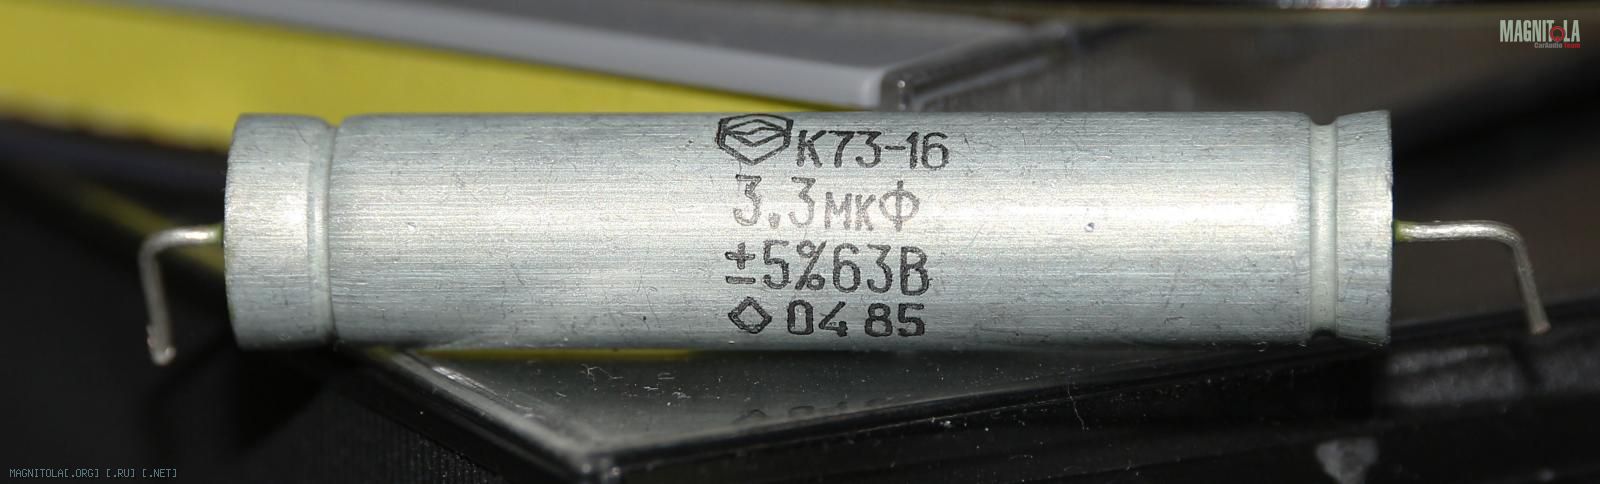 MAGNITOLA
CarAudio Team
К73-16
3.3мкФ
±5%63В
◇ 04 85
MAGNITOLA[.ORG] [.RU] [.NET]